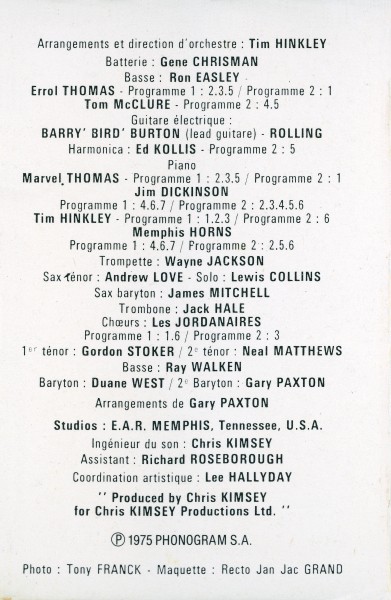 Arrangements et direction d'orchestre : Tim HINKLEY
Batterie : Gene CHRISMAN
Basse : Ron EASLEY
Errol THOMAS - Programme 1 : 2.3.5 / Programme 2 : 1
Tom McCLURE - Programme 2 : 4.5
Guitare électrique :
BARRY' BIRD' BURTON (lead guitare) - ROLLING
Harmonica : Ed KOLLIS - Programme 2 : 5
Piano
Marvel THOMAS - Programme 1 : 2.3.5 / Programme 2 : 1
Jim DICKINSON
Programme 1 : 4.6.7 / Programme 2 : 2.3.4.5.6
Tim HINKLEY - Programme 1 : 1.2.3 / Programme 2 : 6
Memphis HORNS
Programme 1 : 4.6.7 / Programme 2 : 2.5.6
Trompette : Wayne JACKSON
Sax ténor : Andrew LOVE - Solo : Lewis COLLINS
Sax baryton : James MITCHELL
Trombone : Jack HALE
Chœurs : Les JORDANAIRES
Programme 1 : 1.6 / Programme 2 : 3
1er ténor : Gordon STOKER / 2e ténor : Neal MATTHEWS
Basse : Ray WALKEN
Baryton : Duane WEST / 2e Baryton : Gary PAXTON
Arrangements de Gary PAXTON
Studios : E.A.R. MEMPHIS, Tennessee, U.S.A.
Ingénieur du son : Chris KIMSEY
Assistant : Richard ROSEBOROUGH
Coordination artistique : Lee HALLYDAY
'' Produced by Chris KIMSEY
for Chris KIMSEY Productions Ltd. ''
Ⓟ 1975 PHONOGRAM S.A.
Photo : Tony FRANCK - Maquette : Recto Jan Jac GRAND